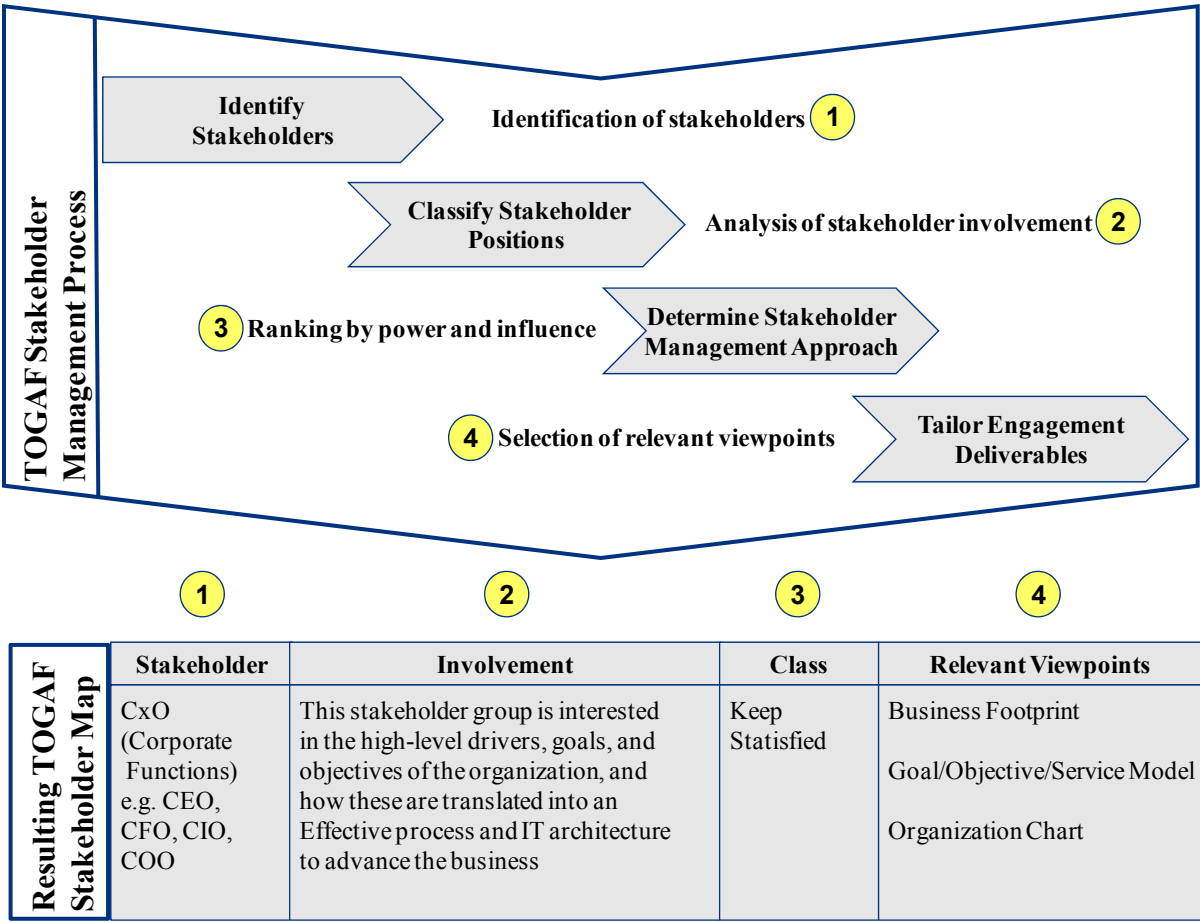 TOGAF Stakeholder
Management Process
Identify
Stakeholders
Identification of stakeholders 1
Classify Stakeholder
Positions
Analysis of stakeholder involvement 2
3 Ranking by power and influence
Determine Stakeholder
Management Approach
4 Selection of relevant viewpoints
Tailor Engagement
Deliverables
1 2 3 4
Resulting TOGAF
Stakeholder Map
Stakeholder Involvement Class Relevant Viewpoints
CxO
(Corporate
Functions)
e.g. CEO,
CFO, CIO,
COO
This stakeholder group is interested
in the high-level drivers, goals, and
objectives of the organization, and
how these are translated into an
Effective process and IT architecture
to advance the business
Keep
Statisfied
Business Footprint
Goal/Objective/Service Model
Organization Chart